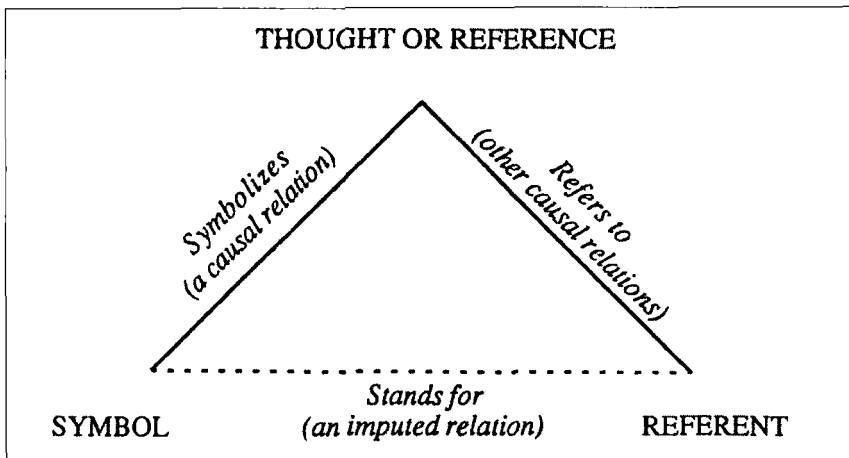 THOUGHT OR REFERENCE
Symbolizes
(a causal relation)
Refers to
(other causal relations)
Stands for
(an imputed relation)
SYMBOL
REFERENT